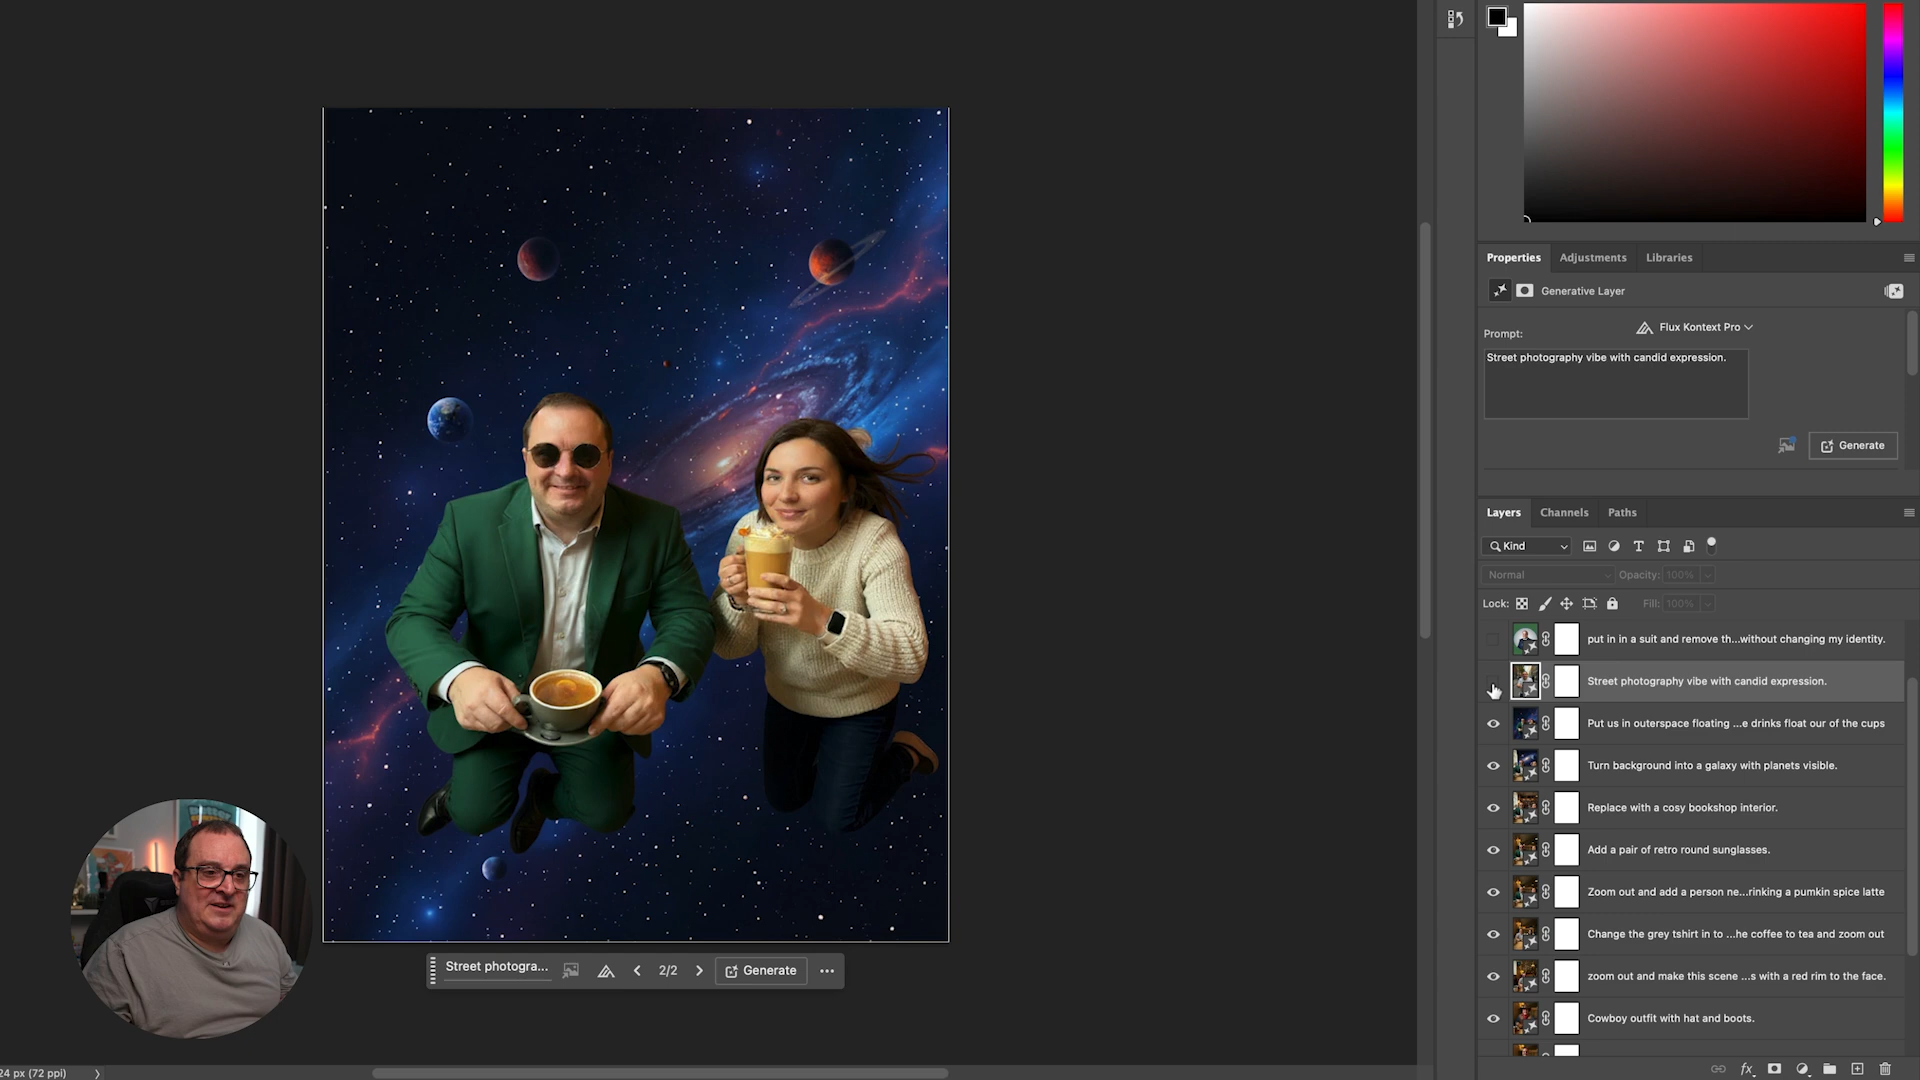 Properties
Adjustments
Libraries
Generative Layer
Prompt:
Flux Kontext Pro
Street photography vibe with candid expression.
Generate
Layers
Channels
Paths
Kind
Normal
Opacity:
100%
Lock:
Fill:
100%
put in in a suit and remove th...without changing my identity.
Street photography vibe with candid expression.
Put us in outerspace floating ...e drinks float our of the cups
Turn background into a galaxy with planets visible.
Replace with a cosy bookshop interior.
Add a pair of retro round sunglasses.
Zoom out and add a person ne...rinking a pumkin spice latte
Change the grey tshirt in to ...he coffee to tea and zoom out
zoom out and make this scene ...s with a red rim to the face.
Cowboy outfit with hat and boots.
Street photogra...
2/2
Generate
24 px (72 ppi)
fx